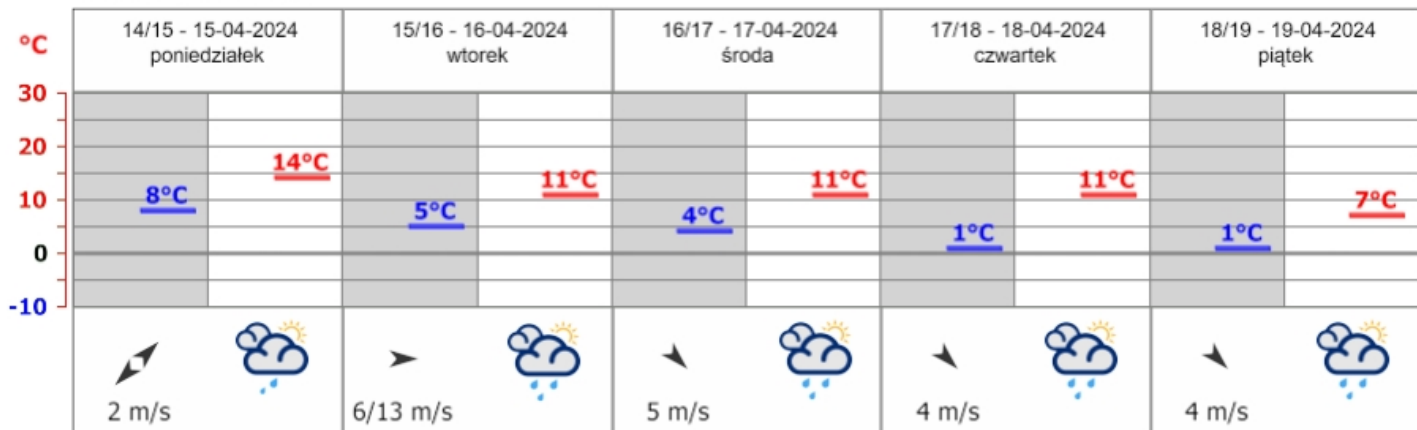 °C
14/15 - 15-04-2024
poniedziałek
15/16 - 16-04-2024
wtorek
16/17 - 17-04-2024
środa
17/18 - 18-04-2024
czwartek
18/19 - 19-04-2024
piątek
30
20
10
0
-10
8°C
14°C
5°C
11°C
4°C
11°C
1°C
11°C
1°C
7°C
2 m/s
6/13 m/s
5 m/s
4 m/s
4 m/s